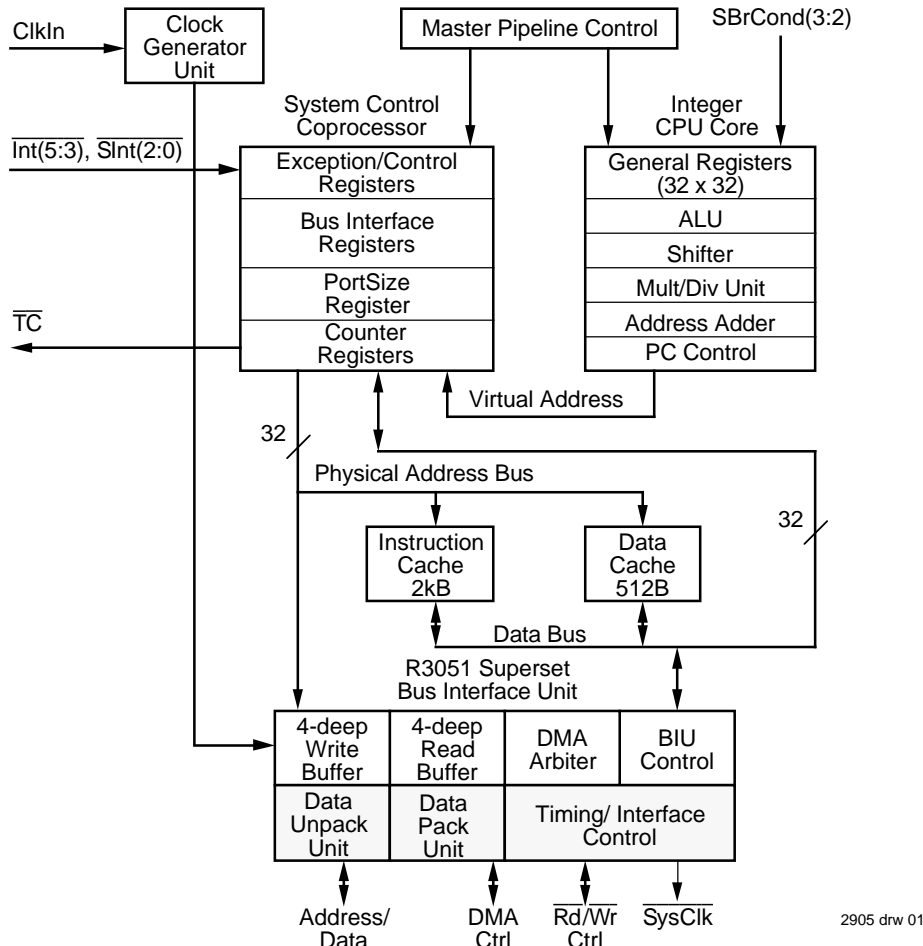 ClkIn
Clock
Generator
Unit
Master Pipeline Control
SBrCond(3:2)
System Control
Coprocessor
Integer
CPU Core
Int(5:3), SInt(2:0)
Exception/Control
Registers
Bus Interface
Registers
PortSize
Register
Counter
Registers
General Registers
(32 x 32)
ALU
Shifter
Mult/Div Unit
Address Adder
PC Control
TC
Virtual Address
32
Physical Address Bus
Instruction
Cache
2kB
Data
Cache
512B
32
Data Bus
R3051 Superset
Bus Interface Unit
4-deep
Write
Buffer
4-deep
Read
Buffer
DMA
Arbiter
BIU
Control
Data
Unpack
Unit
Data
Pack
Unit
Timing/ Interface
Control
Address/
Data
DMA
Ctrl
Rd/Wr
Ctrl
SysClk
2905 drw 01